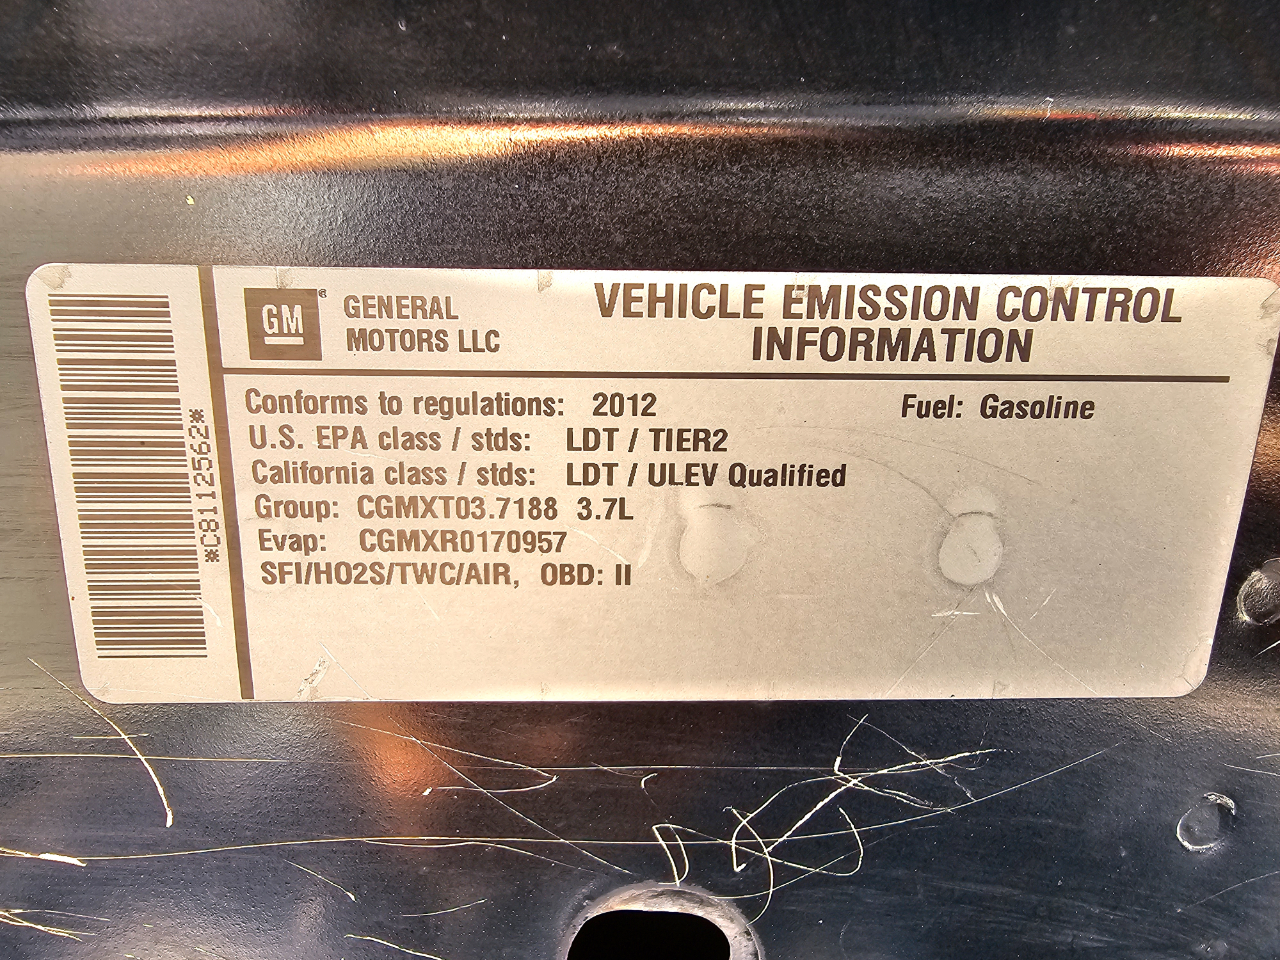 *C8112562*
GM®
GENERAL
MOTORS LLC
VEHICLE EMISSION CONTROL
INFORMATION
Conforms to regulations: 2012 Fuel: Gasoline
U.S. EPA class / stds: LDT / TIER2
California class / stds: LDT / ULEV Qualified
Group: CGMXT03.7188 3.7L
Evap: CGMXR0170957
SFI/HO2S/TWC/AIR, OBD: II